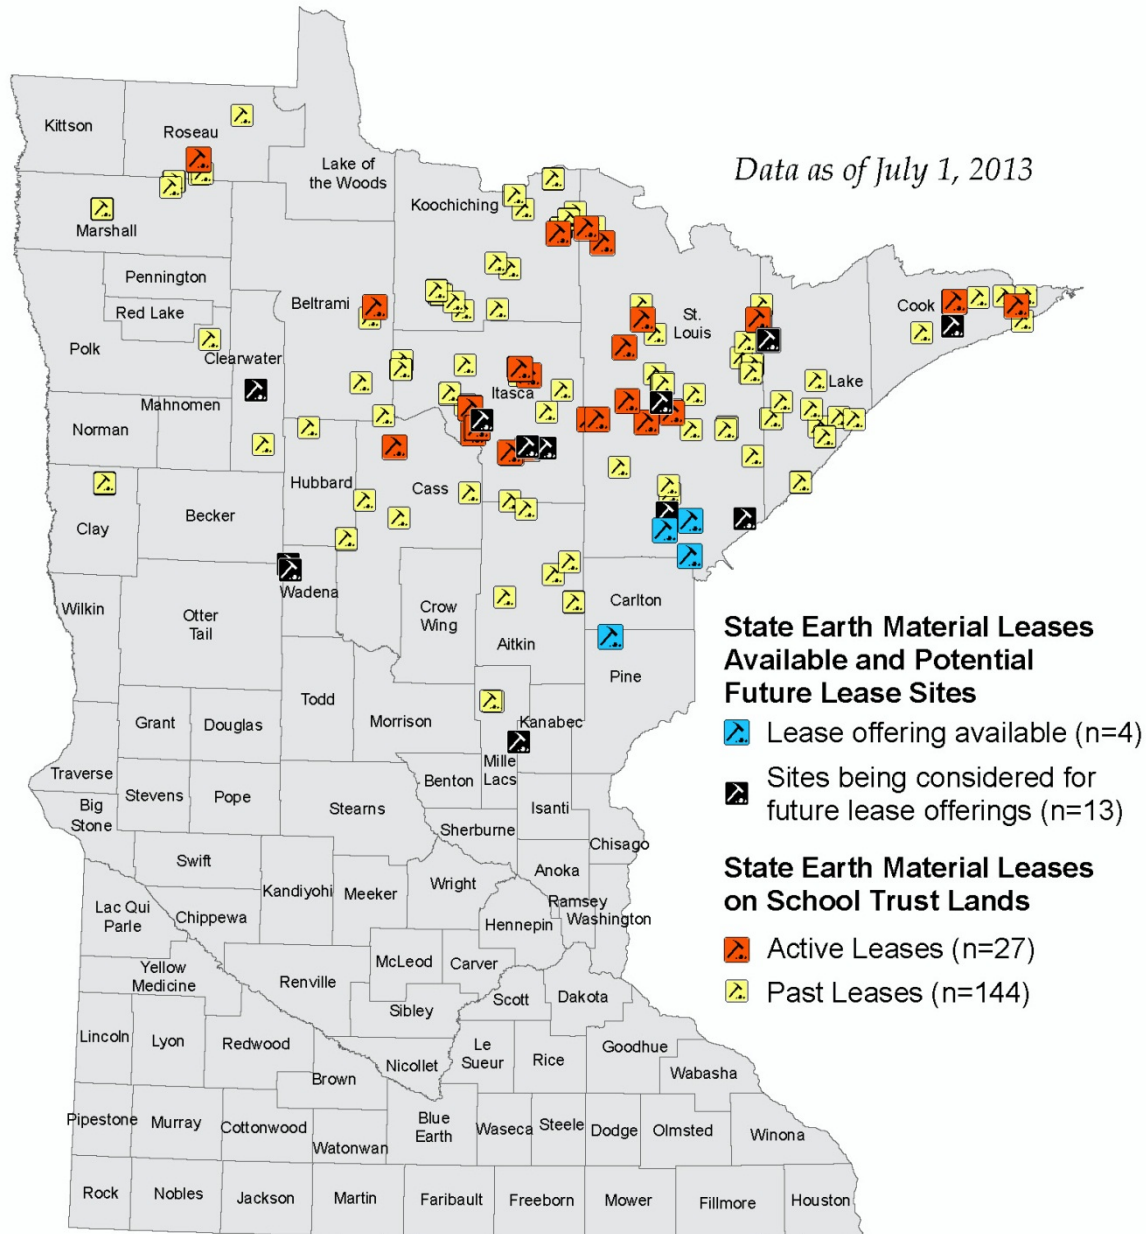 Kittson
Roseau
Lake of
the Woods
Data as of July 1, 2013
Koochiching
Marshall
Pennington
Beltrami
Red Lake
Cook
St.
Louis
Polk
Clearwater
Lake
Itasca
Mahnomen
Norman
Hubbard
Cass
Becker
Clay
Wadena
Carlton
Wilkin
Otter
Tail
Crow
Wing
Aitkin
Pine
State Earth Material Leases
Available and Potential
Future Lease Sites
Lease offering available (n=4)
Sites being considered for
future lease offerings (n=13)
State Earth Material Leases
on School Trust Lands
Active Leases (n=27)
Past Leases (n=144)
Todd
Morrison
Kanabec
Grant
Douglas
Mille
Lacs
Traverse
Benton
Stevens
Pope
Big
Stone
Stearns
Isanti
Sherburne
Chisago
Swift
Anoka
Kandiyohi
Meeker
Wright
Ramsey
Washington
Lac Qui
Parle
Chippewa
Hennepin
McLeod
Carver
Yellow
Medicine
Renville
Scott
Dakota
Sibley
Lincoln
Lyon
Redwood
Nicollet
Le
Sueur
Rice
Goodhue
Wabasha
Brown
Pipestone
Murray
Cottonwood
Watonwan
Blue
Earth
Waseca
Steele
Dodge
Olmsted
Winona
Rock
Nobles
Jackson
Martin
Faribault
Freeborn
Mower
Fillmore
Houston